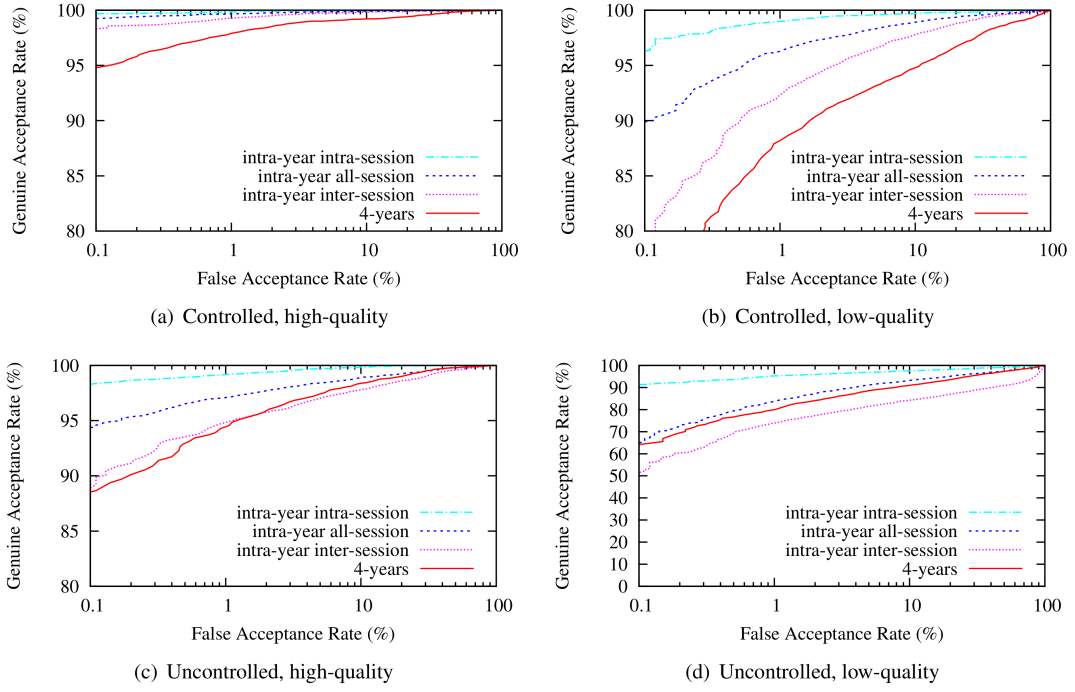 Genuine Acceptance Rate (%)
100
95
90
85
80
intra-year intra-session
intra-year all-session
intra-year inter-session
4-years
0.1 1 10 100
False Acceptance Rate (%)
(a) Controlled, high-quality
Genuine Acceptance Rate (%)
100
95
90
85
80
intra-year intra-session
intra-year all-session
intra-year inter-session
4-years
0.1 1 10 100
False Acceptance Rate (%)
(b) Controlled, low-quality
Genuine Acceptance Rate (%)
100
95
90
85
80
intra-year intra-session
intra-year all-session
intra-year inter-session
4-years
0.1 1 10 100
False Acceptance Rate (%)
(c) Uncontrolled, high-quality
Genuine Acceptance Rate (%)
100
90
80
70
60
50
40
30
20
10
0
intra-year intra-session
intra-year all-session
intra-year inter-session
4-years
0.1 1 10 100
False Acceptance Rate (%)
(d) Uncontrolled, low-quality